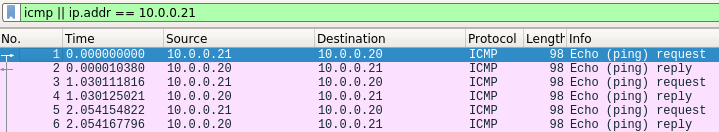 icmp || ip.addr == 10.0.0.21
No. Time Source Destination Protocol Length Info
1 0.000000000 10.0.0.21 10.0.0.20 ICMP 98 Echo (ping) request
2 0.000010380 10.0.0.20 10.0.0.21 ICMP 98 Echo (ping) reply
3 1.030111816 10.0.0.21 10.0.0.20 ICMP 98 Echo (ping) request
4 1.030125021 10.0.0.20 10.0.0.21 ICMP 98 Echo (ping) reply
5 2.054154822 10.0.0.21 10.0.0.20 ICMP 98 Echo (ping) request
6 2.054167796 10.0.0.20 10.0.0.21 ICMP 98 Echo (ping) reply